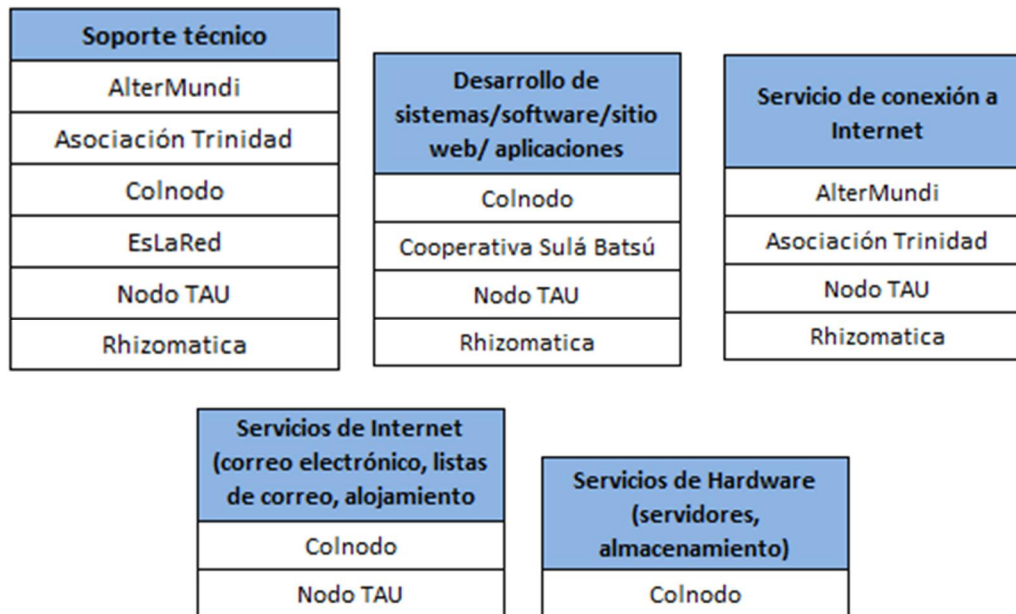 Soporte técnico
AlterMundi
Asociación Trinidad
Colnodo
EsLaRed
Nodo TAU
Rhizomatica
Desarrollo de
sistemas/software/sitio
web/ aplicaciones
Colnodo
Cooperativa Sulá Batsú
Nodo TAU
Rhizomatica
Servicio de conexión a
Internet
AlterMundi
Asociación Trinidad
Nodo TAU
Rhizomatica
Servicios de Internet
(correo electrónico, listas
de correo, alojamiento
Colnodo
Nodo TAU
Servicios de Hardware
(servidores,
almacenamiento)
Colnodo